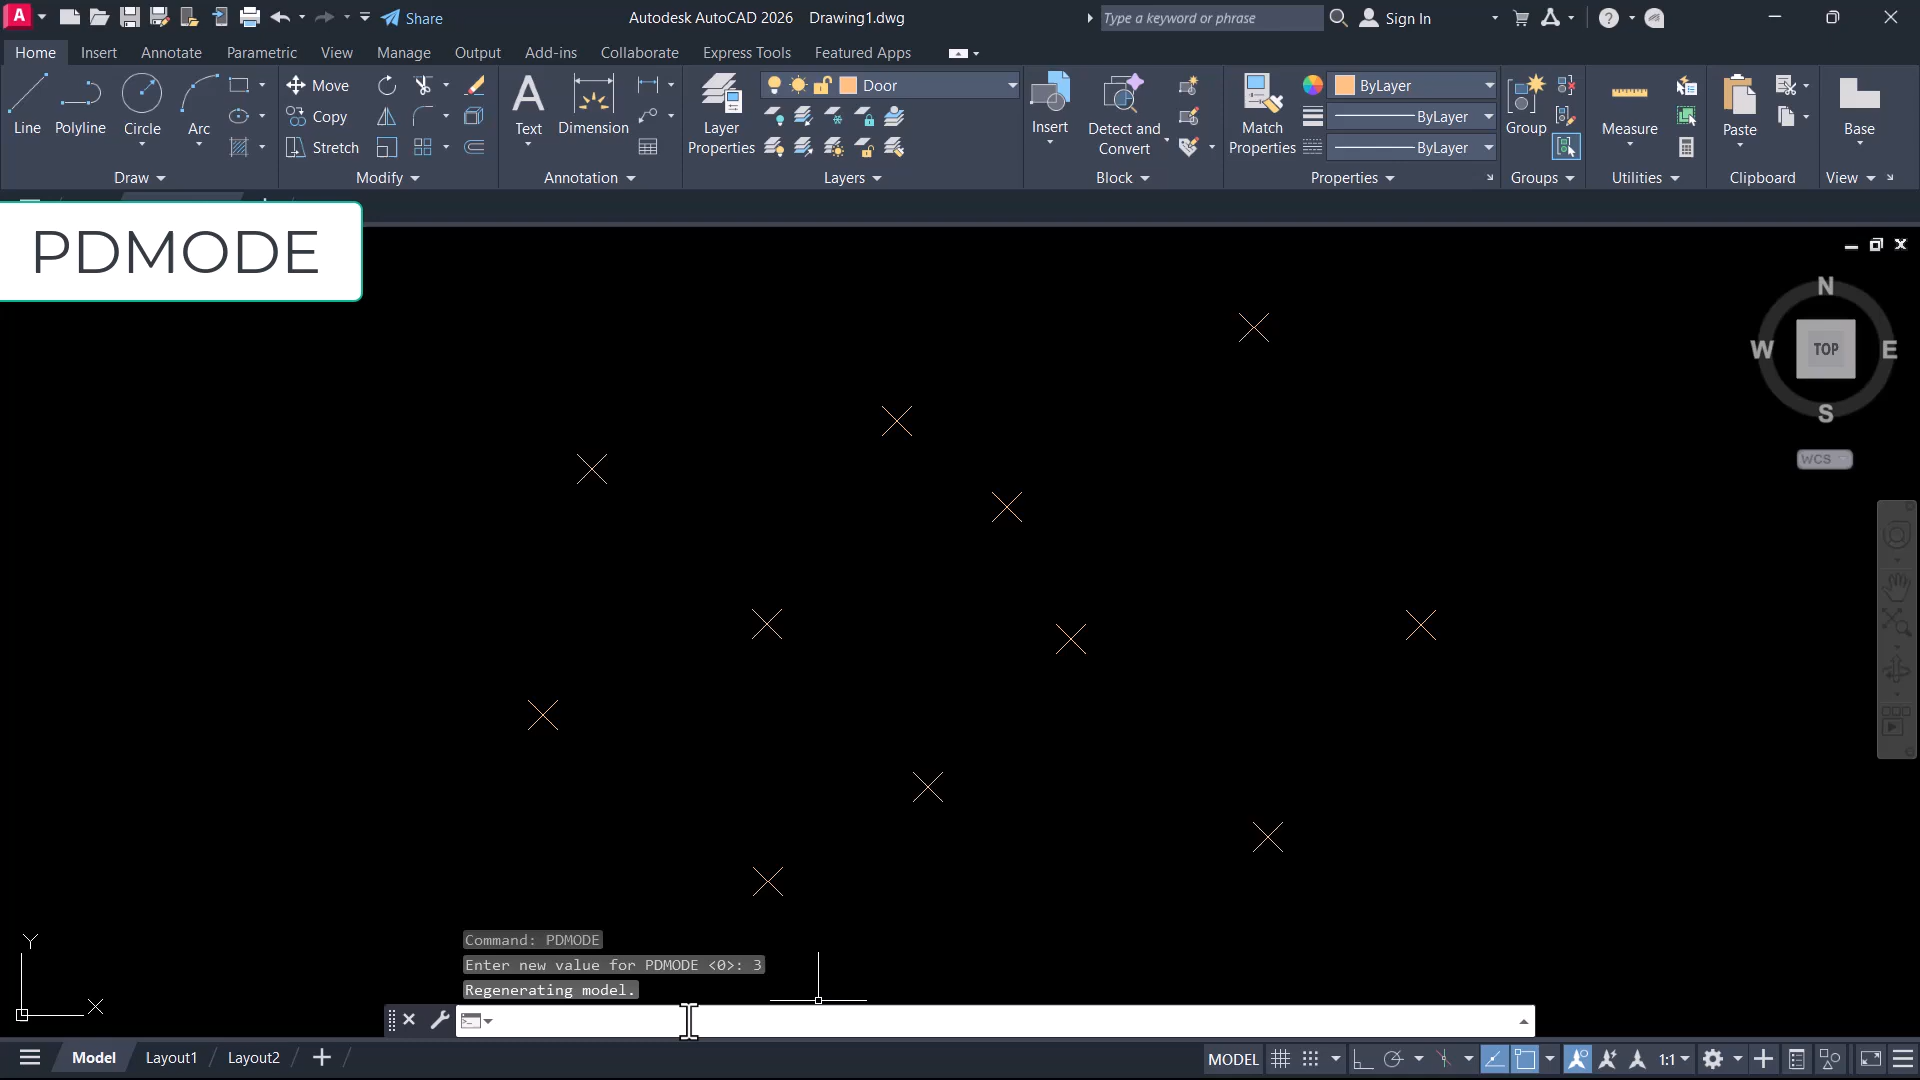 A
Share
Autodesk AutoCAD 2026 Drawing1.dwg
Type a keyword or phrase
Sign In
Home Insert Annotate Parametric View Manage Output Add-ins Collaborate Express Tools Featured Apps
Line Polyline Circle Arc
Draw
Move
Copy
Stretch
Modify
A
Text Dimension
Annotation
Layer Properties
Door
Layers
Insert
Detect and Convert
Block
Match Properties
ByLayer
ByLayer
ByLayer
Properties
Group
Groups
Measure
Utilities
Paste
Clipboard
Base
View
PDMODE
N
W TOP E
S
WCS
Y
X
Command: PDMODE
Enter new value for PDMODE <0>: 3
Regenerating model.
Model Layout1 Layout2
MODEL
1:1